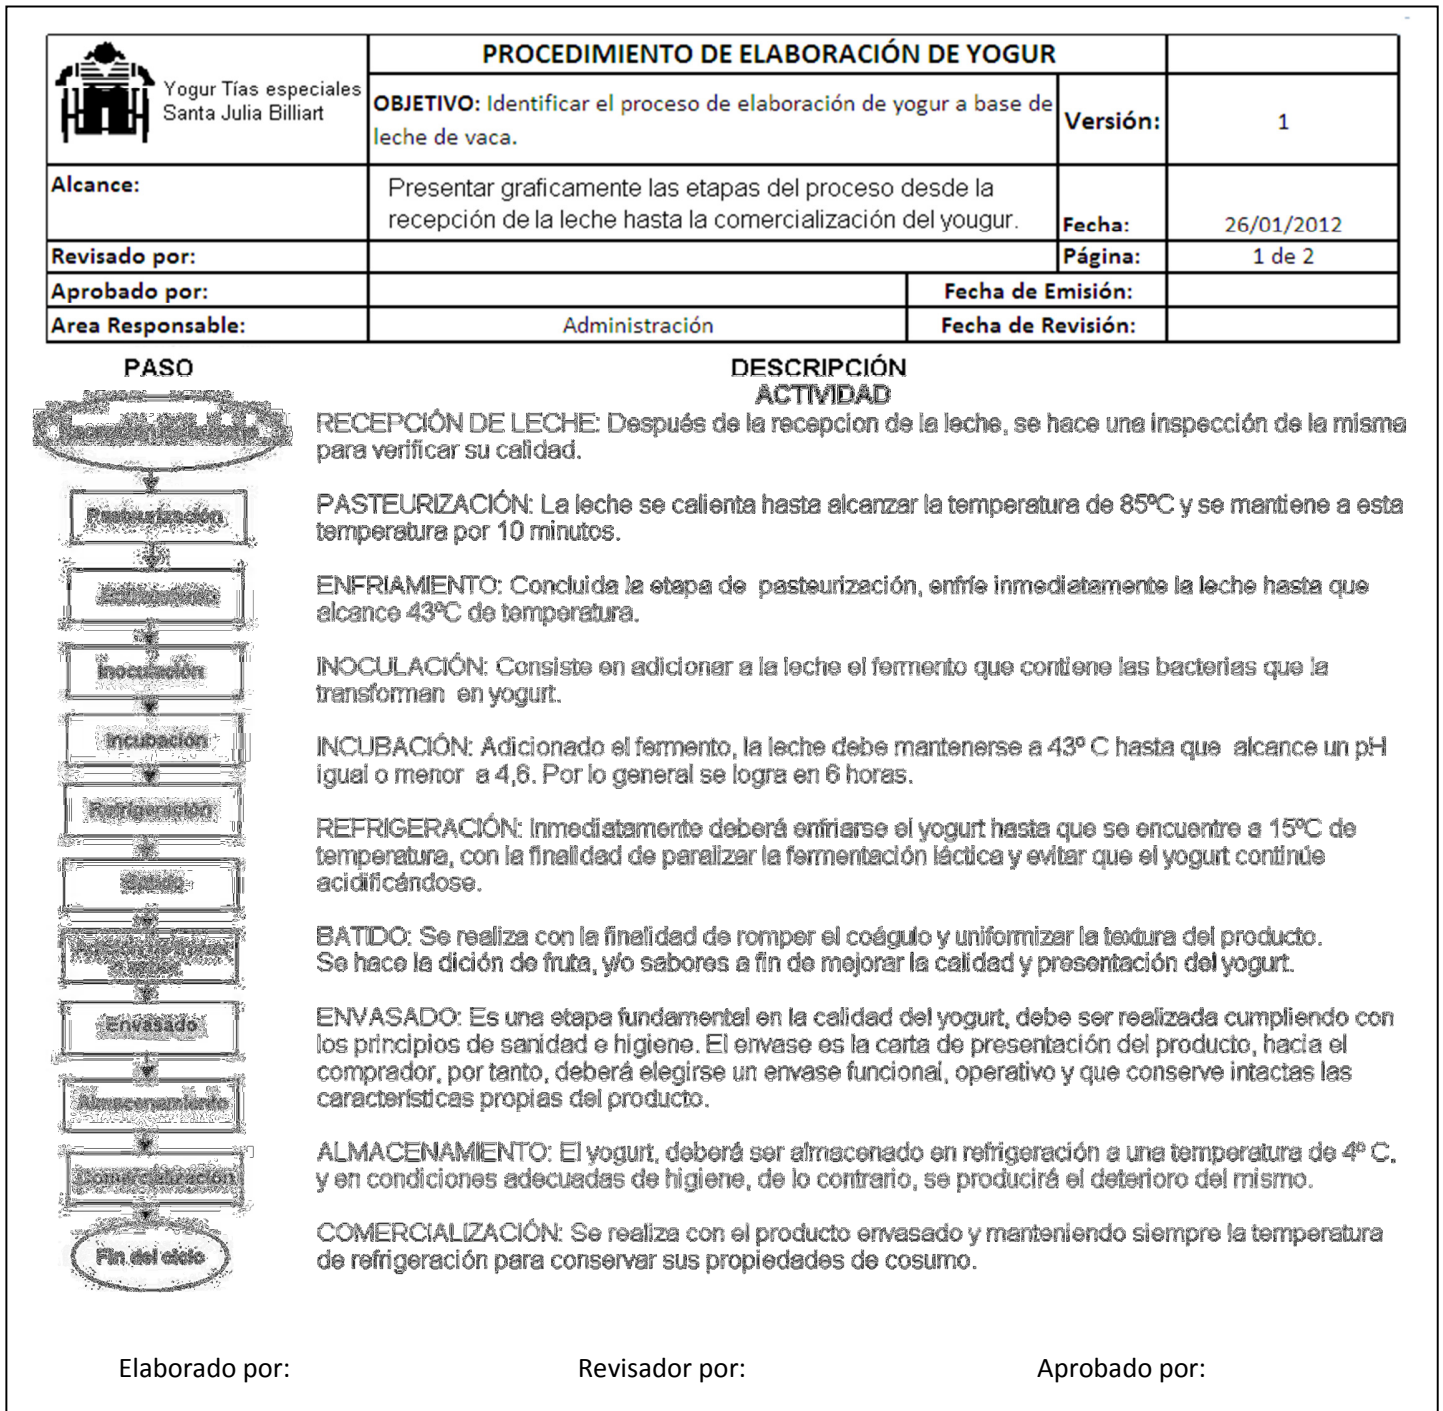 Yogur Tías especiales
Santa Julia Billiart
PROCEDIMIENTO DE ELABORACIÓN DE YOGUR
OBJETIVO: Identificar el proceso de elaboración de yogur a base de
leche de vaca.
Versión:
1
Alcance:
Presentar graficamente las etapas del proceso desde la
recepción de la leche hasta la comercialización del yougur.
Fecha:
26/01/2012
Revisado por:
Página:
1 de 2
Aprobado por:
Fecha de Emisión:
Area Responsable:
Administración
Fecha de Revisión:
PASO
DESCRIPCIÓN
ACTIVIDAD
RECEPCIÓN DE LECHE: Después de la recepcion de la leche, se hace una inspección de la misma
para verificar su calidad.
Pasteurización
PASTEURIZACIÓN: La leche se calienta hasta alcanzar la temperatura de 85ºC y se mantiene a esta
temperatura por 10 minutos.
ENFRIAMIENTO: Concluida la etapa de pasteurización, enfríe inmediatamente la leche hasta que
alcance 43ºC de temperatura.
Inoculación
INOCULACIÓN: Consiste en adicionar a la leche el fermento que contiene las bacterias que la
transforman en yogurt.
Incubación
INCUBACIÓN: Adicionado el fermento, la leche debe mantenerse a 43º C hasta que alcance un pH
igual o menor a 4,6. Por lo general se logra en 6 horas.
Refrigeración
REFRIGERACIÓN: Inmediatamente deberá enfriarse el yogurt hasta que se encuentre a 15ºC de
temperatura, con la finalidad de paralizar la fermentación láctica y evitar que el yogurt continúe
acidificándose.
Batido
BATIDO: Se realiza con la finalidad de romper el coágulo y uniformizar la textura del producto.
Se hace la dición de fruta, y/o sabores a fin de mejorar la calidad y presentación del yogurt.
Envasado
ENVASADO: Es una etapa fundamental en la calidad del yogurt, debe ser realizada cumpliendo con
los principios de sanidad e higiene. El envase es la carta de presentación del producto, hacia el
comprador, por tanto, deberá elegirse un envase funcional, operativo y que conserve intactas las
características propias del producto.
Almacenamiento
ALMACENAMIENTO: El yogurt, deberá ser almacenado en refrigeración a una temperatura de 4º C,
y en condiciones adecuadas de higiene, de lo contrario, se producirá el deterioro del mismo.
Comercialización
COMERCIALIZACIÓN: Se realiza con el producto envasado y manteniendo siempre la temperatura
de refrigeración para conservar sus propiedades de cosumo.
Fin del ciclo
Elaborado por:
Revisador por:
Aprobado por: